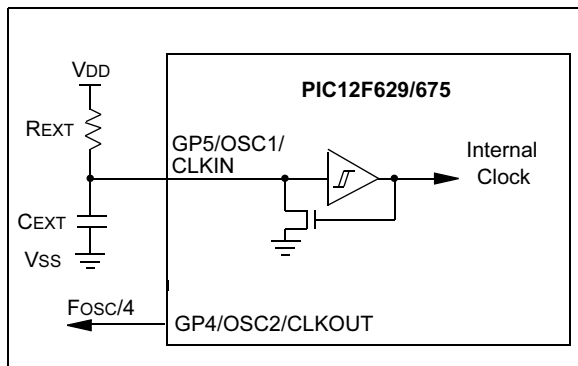 VDD
PIC12F629/675
REXT
GP5/OSC1/
CLKIN
Internal
Clock
CEXT
VSS
FOSC/4
GP4/OSC2/CLKOUT